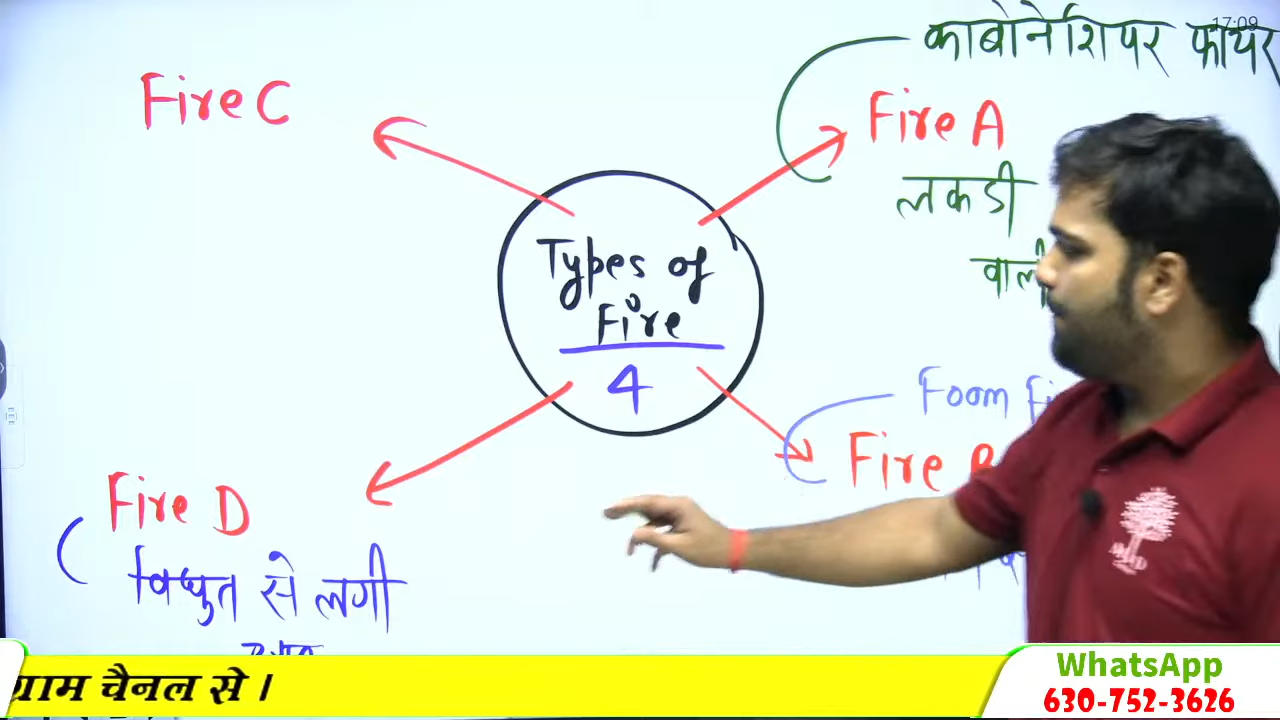 17:09
काबोनेशियर फायर
Fire C
Fire A
लकडी
Types of
Fire
4
Foom
Fire B
Fire D
विघुत से लगी
ग्राम चैनल से ।
WhatsApp
630-752-3626